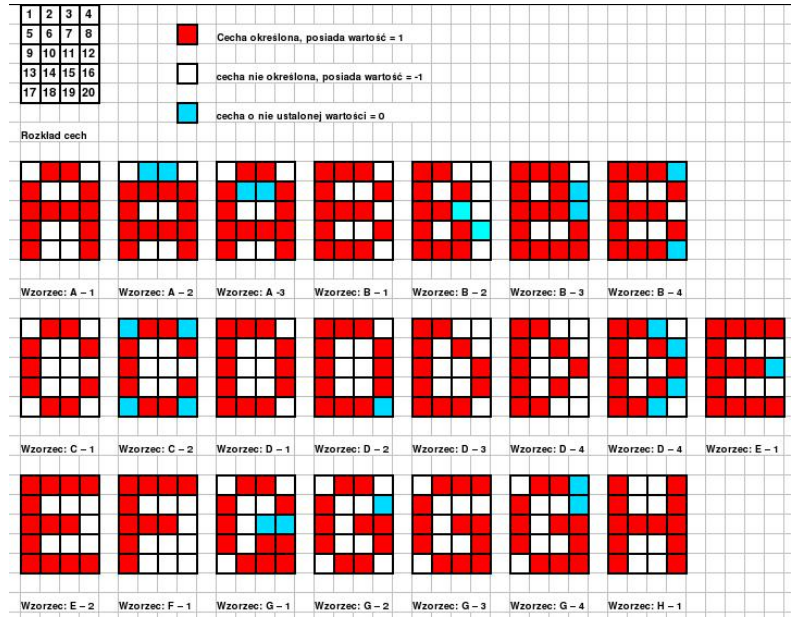 1 2 3 4
5 6 7 8
9 10 11 12
13 14 15 16
17 18 19 20
Cecha określona, posiada wartość = 1
cecha nie określona, posiada wartość = -1
cecha o nie ustalonej wartości = 0
Rozkład cech
Wzorzec: A – 1 Wzorzec: A – 2 Wzorzec: A -3 Wzorzec: B – 1 Wzorzec: B – 2 Wzorzec: B – 3 Wzorzec: B – 4
Wzorzec: C – 1 Wzorzec: C – 2 Wzorzec: D – 1 Wzorzec: D – 2 Wzorzec: D – 3 Wzorzec: D – 4 Wzorzec: D – 4 Wzorzec: E – 1
Wzorzec: E – 2 Wzorzec: F – 1 Wzorzec: G – 1 Wzorzec: G – 2 Wzorzec: G – 3 Wzorzec: G – 4 Wzorzec: H – 1